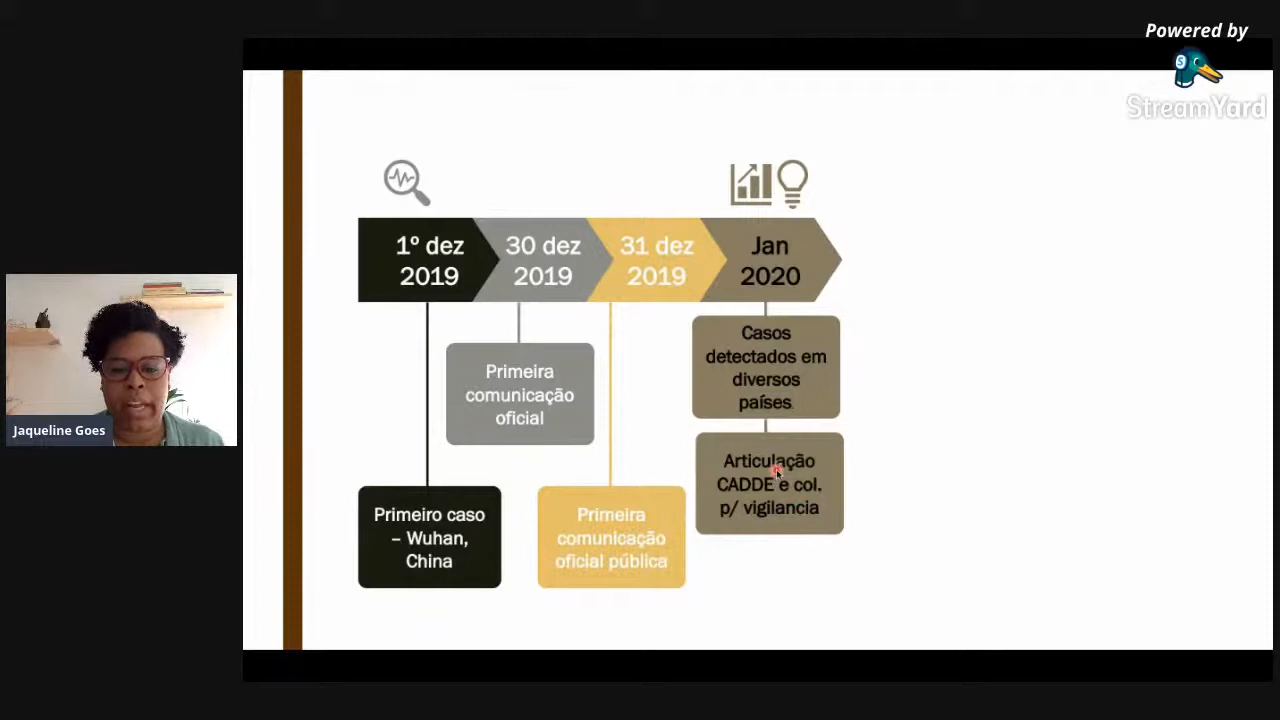 Powered by
StreamYard
1º dez
2019
30 dez
2019
31 dez
2019
Jan
2020
Casos
detectados em
diversos
países
Primeira
comunicação
oficial
Articulação
CADDE e col.
p/ vigilancia
Primeiro caso
– Wuhan,
China
Primeira
comunicação
oficial pública
Jaqueline Goes